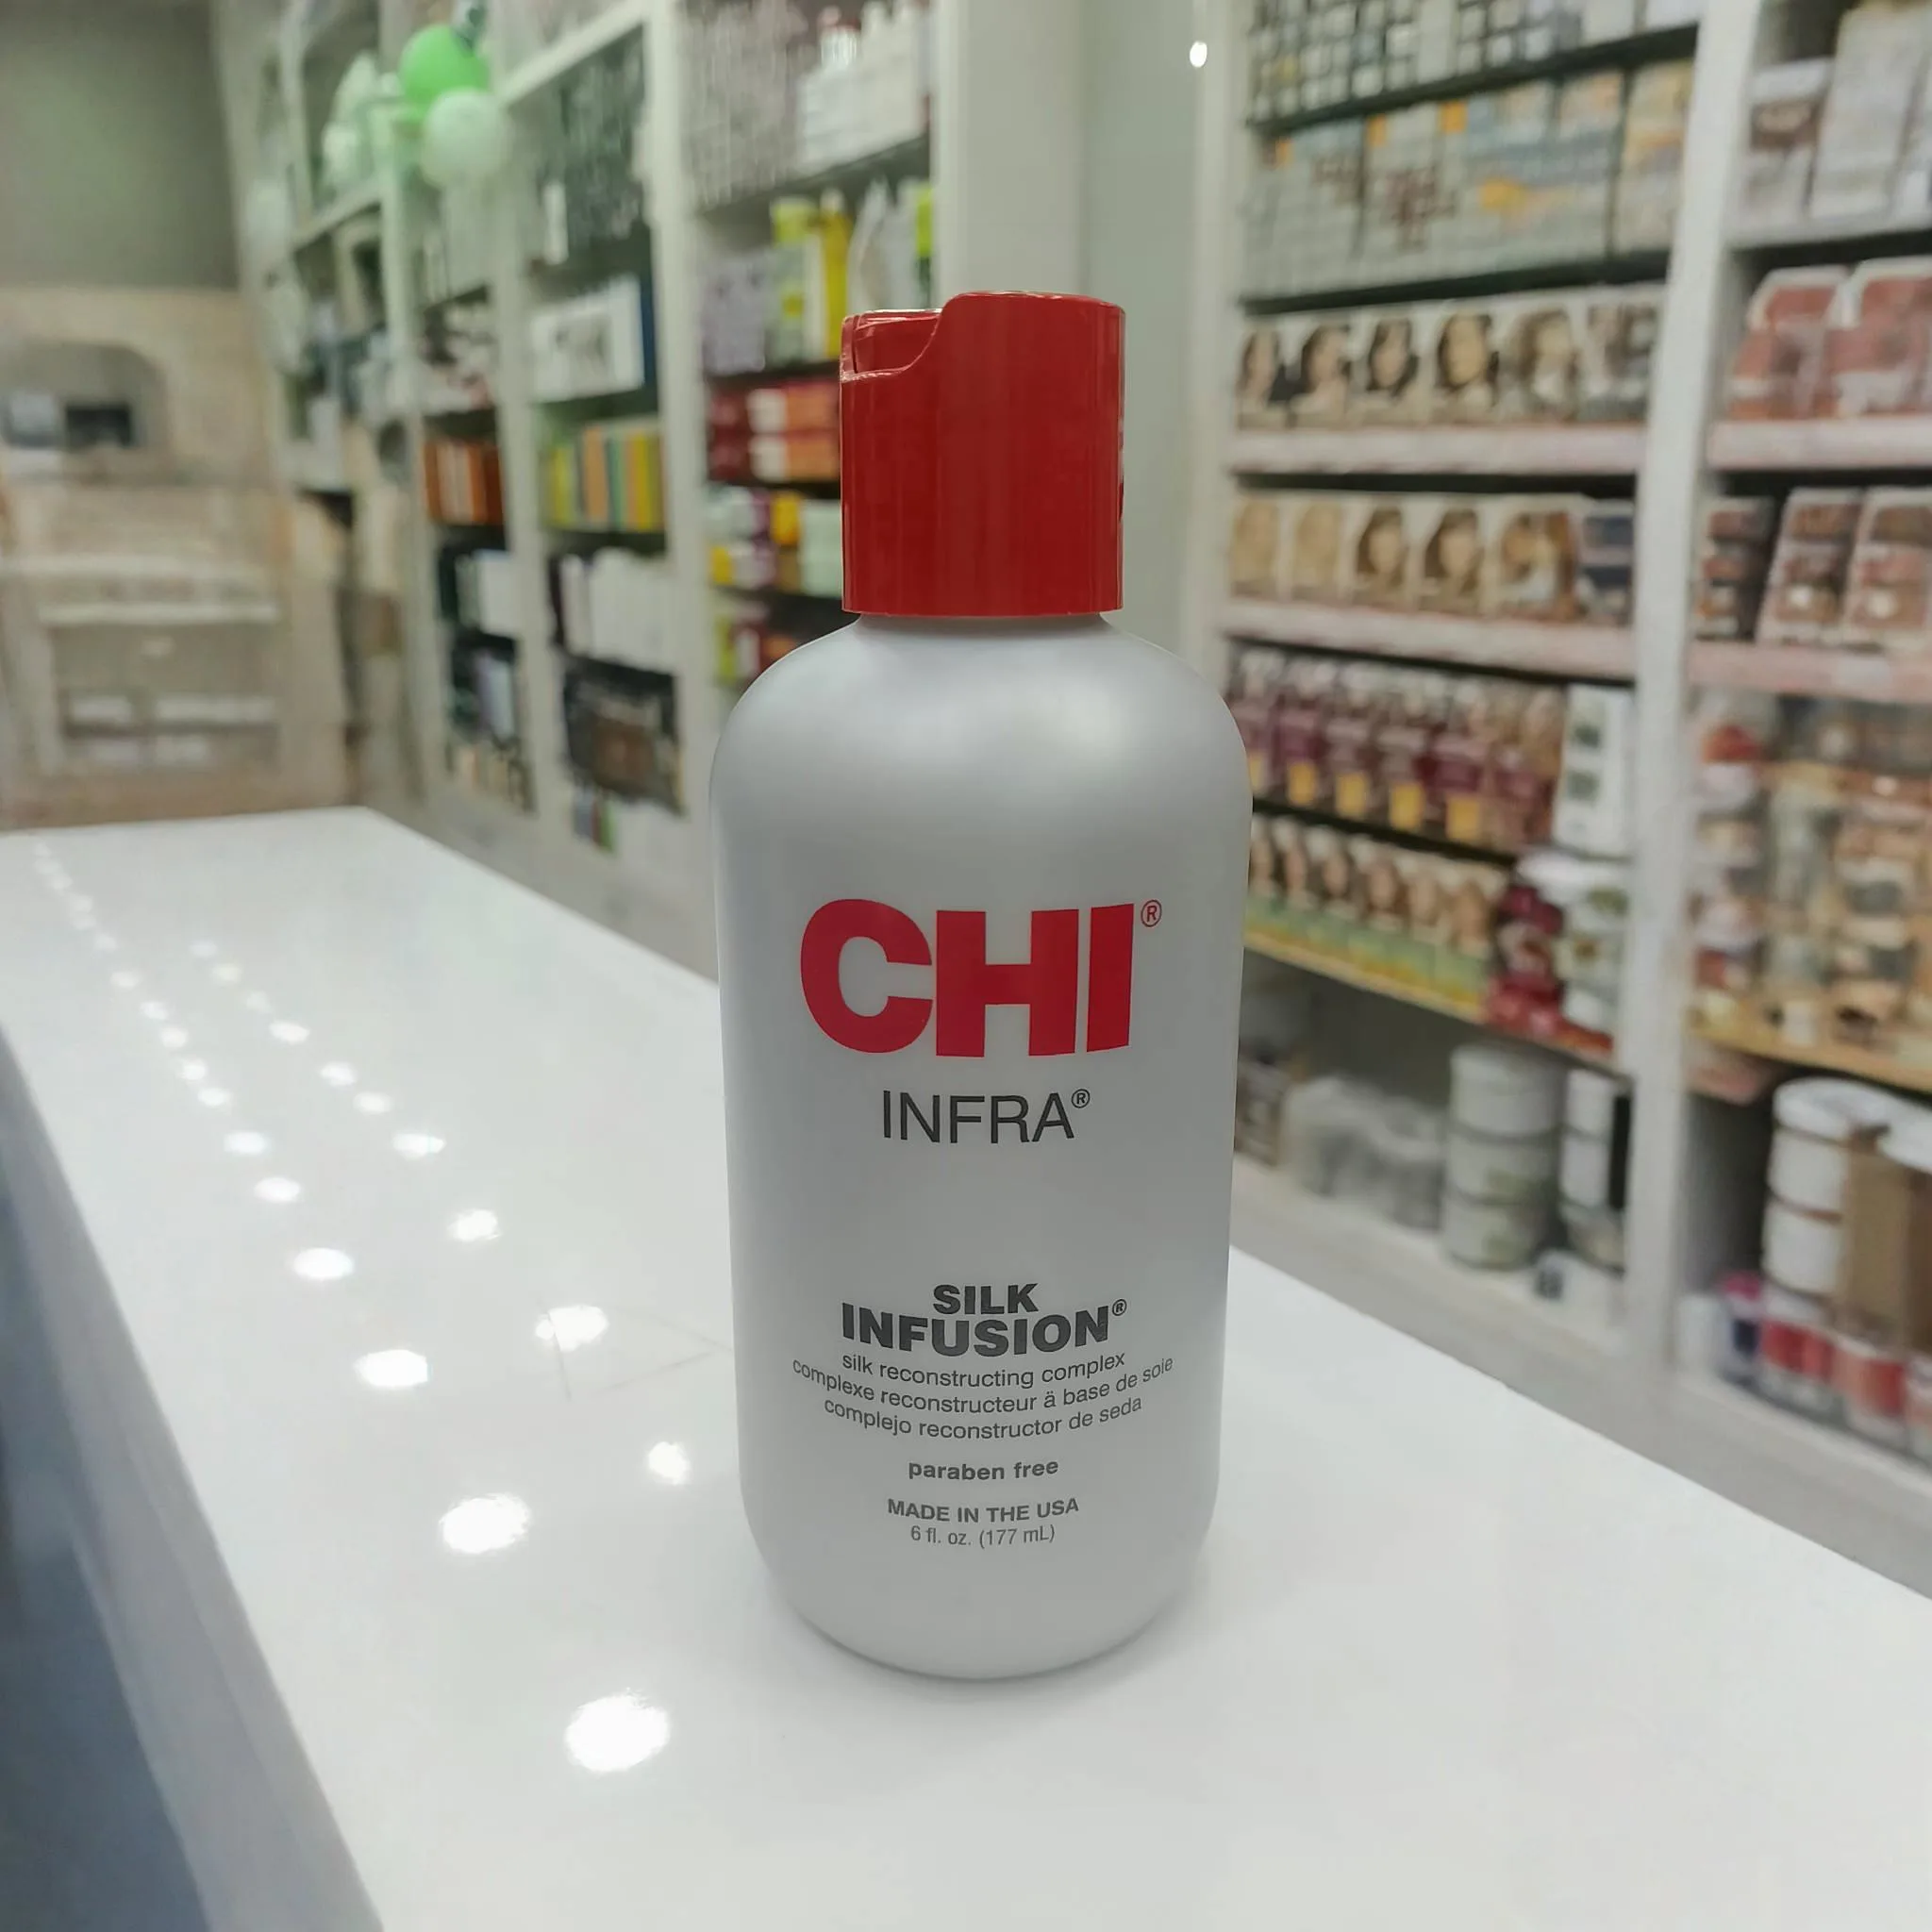 CHI®
INFRA®
SILK
INFUSION®
silk reconstructing complex
complexe reconstructeur ä base de soie
complejo reconstructor de seda
paraben free
MADE IN THE USA
6 fl. oz. (177 mL)